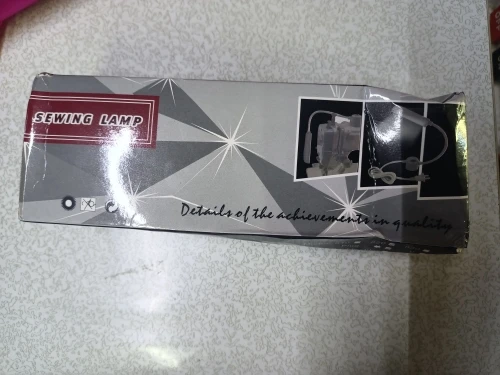 SEWING LAMP
Details of the achievements in quality